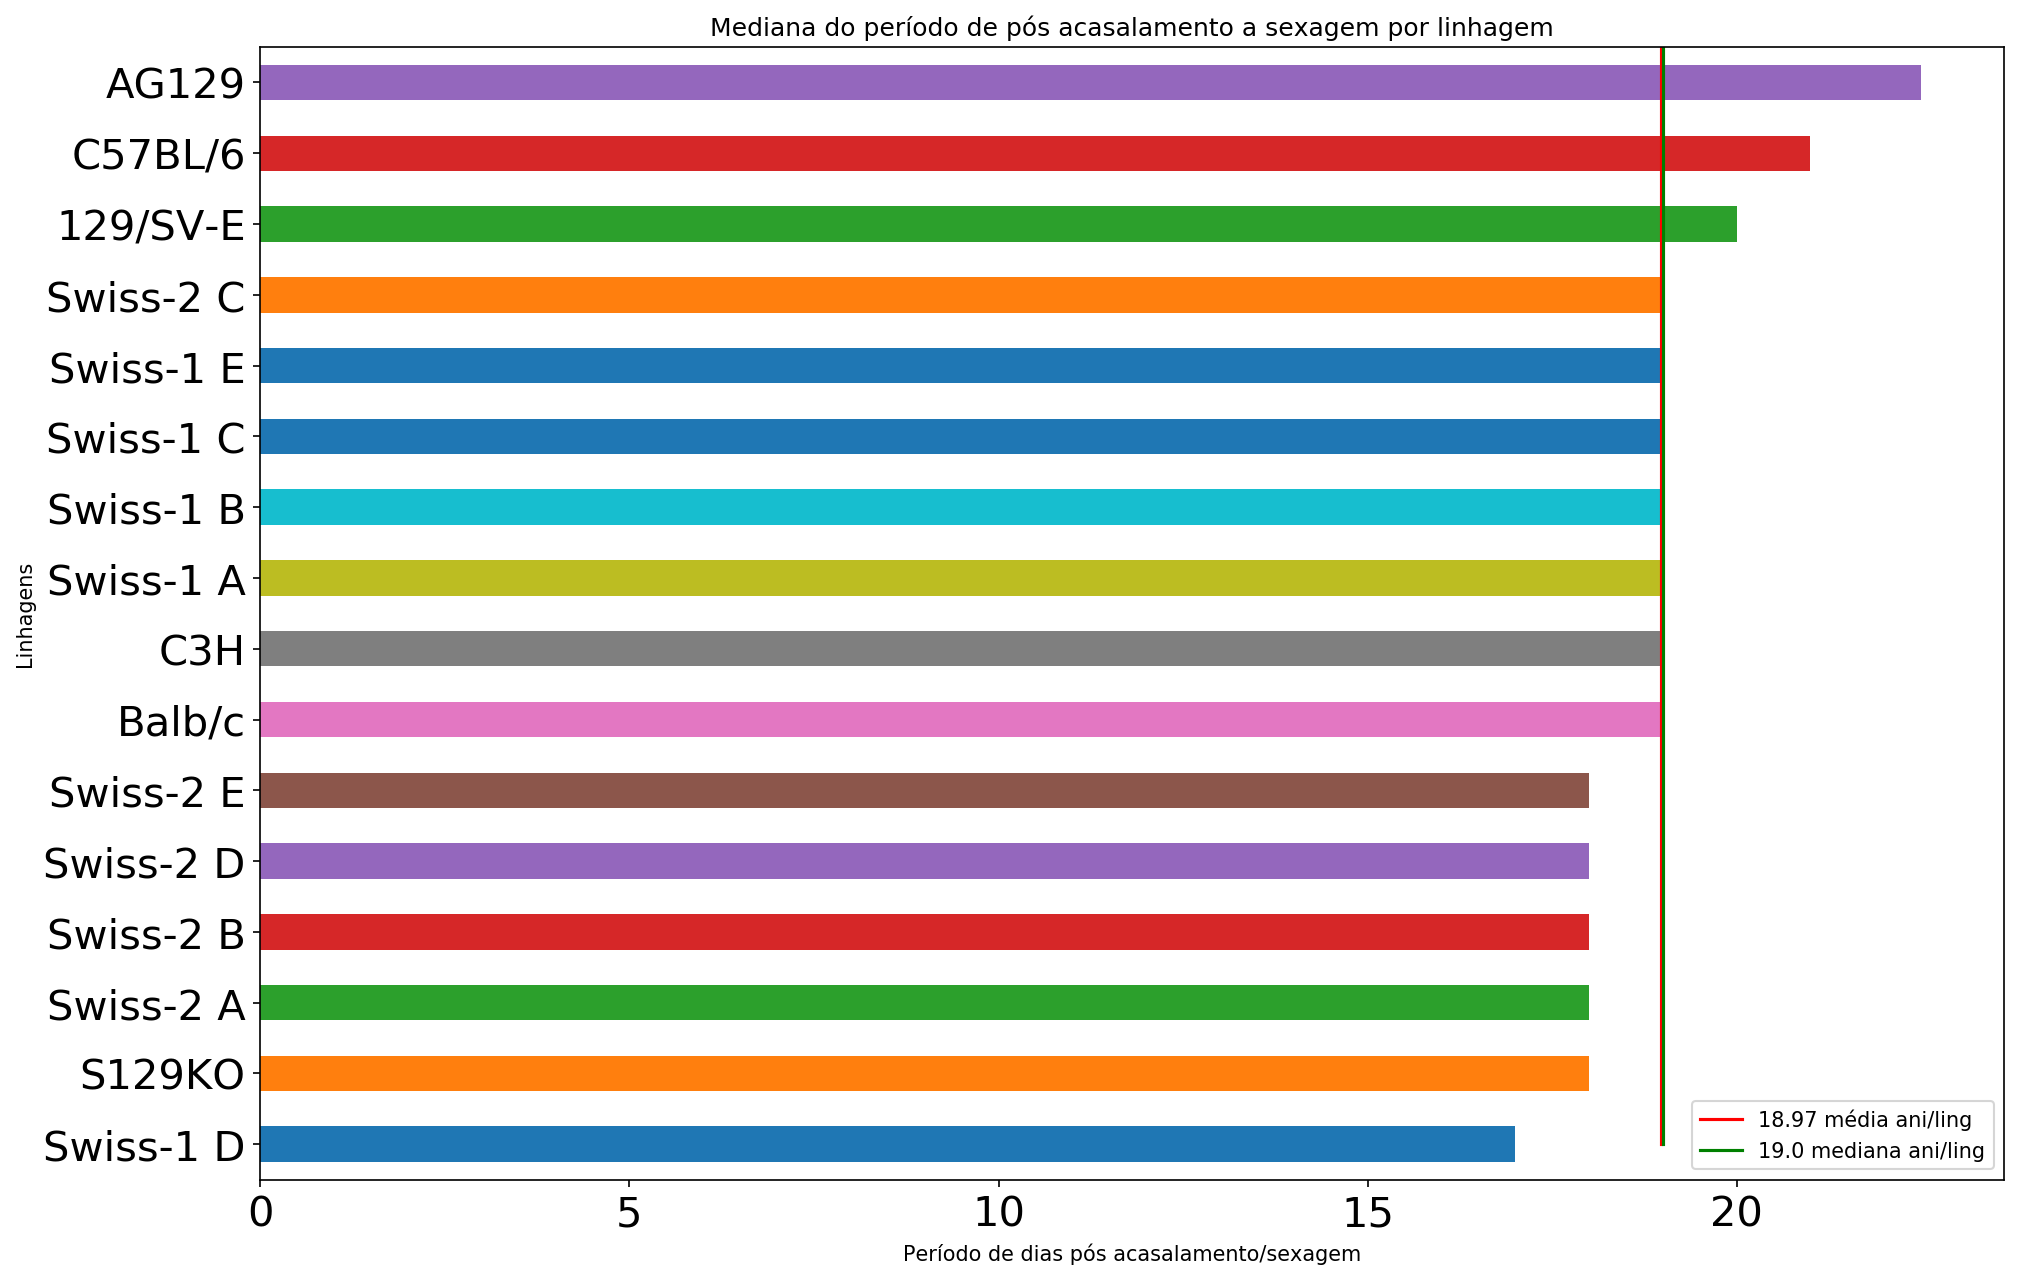 Mediana do período de pós acasalamento a sexagem por linhagem
AG129
C57BL/6
129/SV-E
Swiss-2 C
Swiss-1 E
Swiss-1 C
Swiss-1 B
Swiss-1 A
C3H
Balb/c
Swiss-2 E
Swiss-2 D
Swiss-2 B
Swiss-2 A
S129KO
Swiss-1 D
Linhagens
18.97 média ani/ling
19.0 mediana ani/ling
0 5 10 15 20
Período de dias pós acasalamento/sexagem